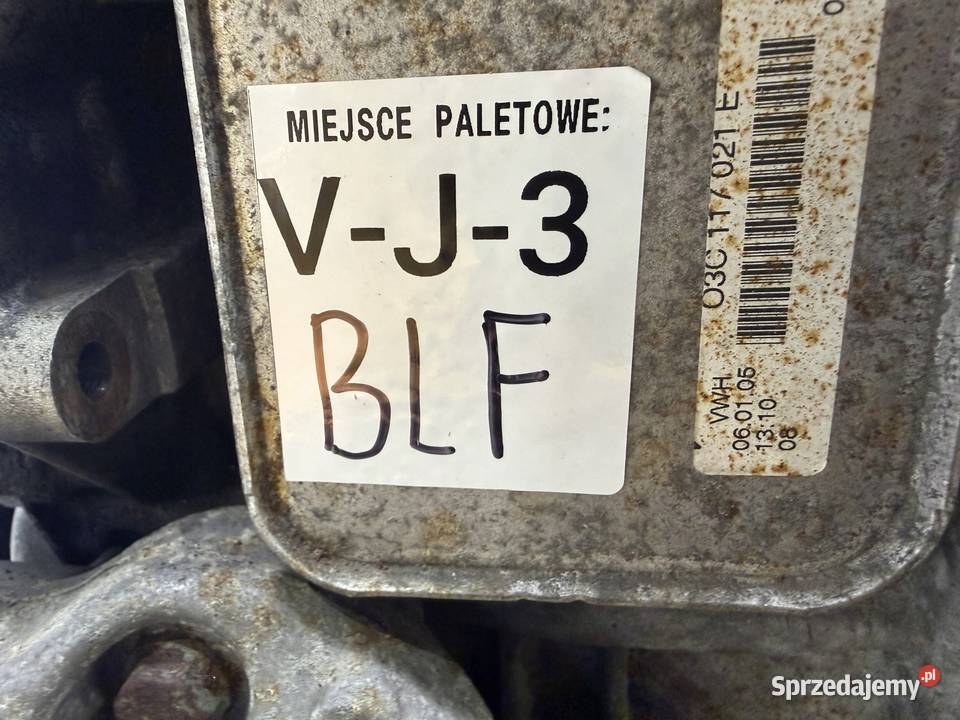 MIEJSCE PALETOWE:
V-J-3
BLF
03C 117 021 E
VWH
06.01.05
13:10
08
Sprzedajemy.pl